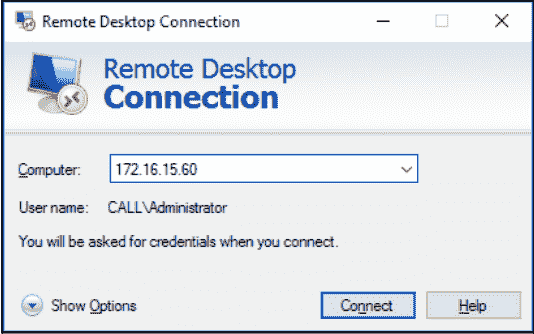 Remote Desktop Connection
Remote Desktop
Connection
Computer: 172.16.15.60
User name: CALL\Administrator
You will be asked for credentials when you connect.
Show Options Connect Help